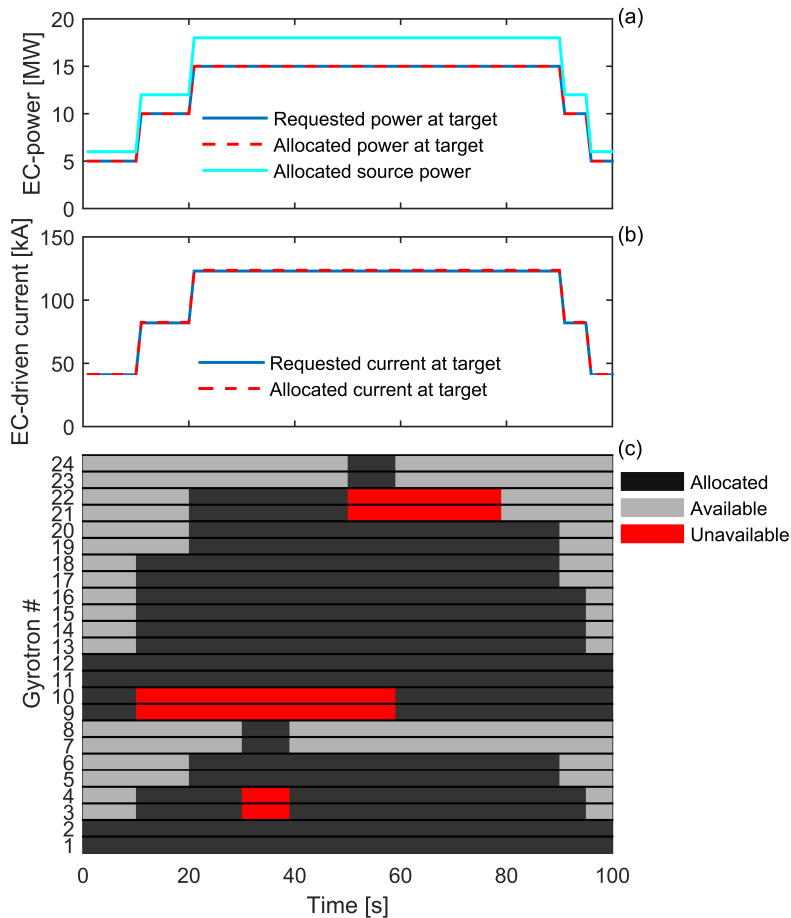 (a)
EC-power [MW]
20
15
10
5
0
Requested power at target
Allocated power at target
Allocated source power
(b)
EC-driven current [kA]
150
100
50
0
Requested current at target
Allocated current at target
(c)
Gyrotron #
24
23
22
21
20
19
18
17
16
15
14
13
12
11
10
9
8
7
6
5
4
3
2
1
Allocated
Available
Unavailable
0 20 40 60 80 100
Time [s]